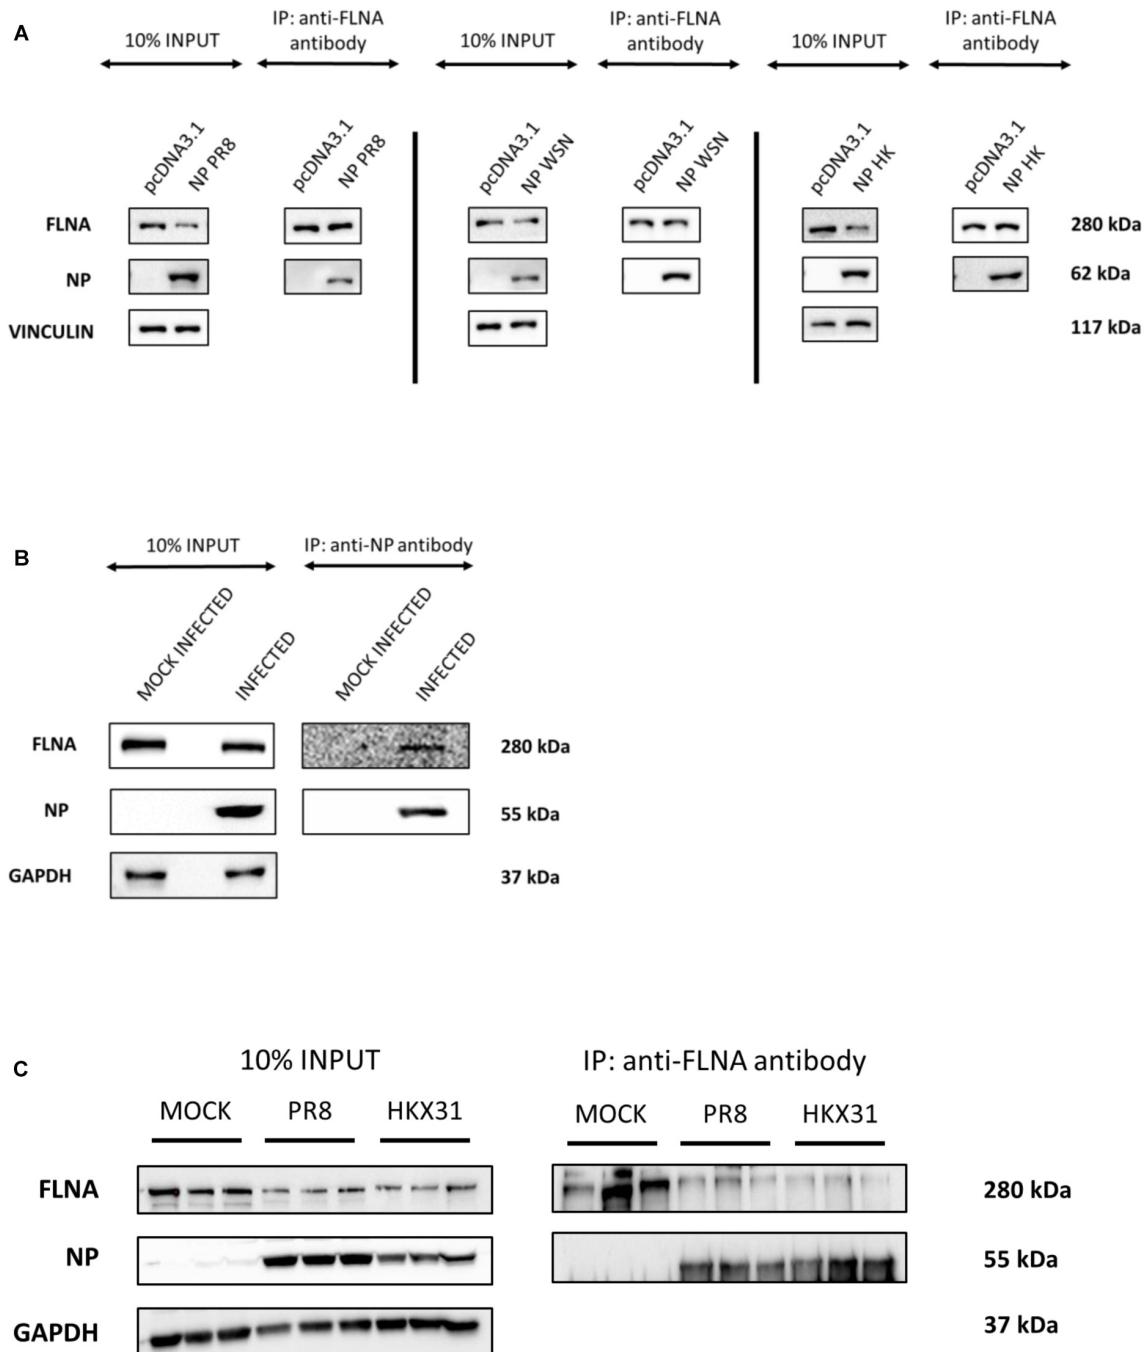 A
10% INPUT
IP: anti-FLNA
antibody
10% INPUT
IP: anti-FLNA
antibody
10% INPUT
IP: anti-FLNA
antibody
pcDNA3.1
NP PR8
pcDNA3.1
NP PR8
pcDNA3.1
NP WSN
pcDNA3.1
NP WSN
pcDNA3.1
NP HK
pcDNA3.1
NP HK
FLNA
280 kDa
NP
62 kDa
VINCULIN
117 kDa
B
10% INPUT
IP: anti-NP antibody
MOCK INFECTED
INFECTED
MOCK INFECTED
INFECTED
FLNA
280 kDa
NP
55 kDa
GAPDH
37 kDa
C
10% INPUT
IP: anti-FLNA antibody
MOCK
PR8
HKX31
MOCK
PR8
HKX31
FLNA
280 kDa
NP
55 kDa
GAPDH
37 kDa